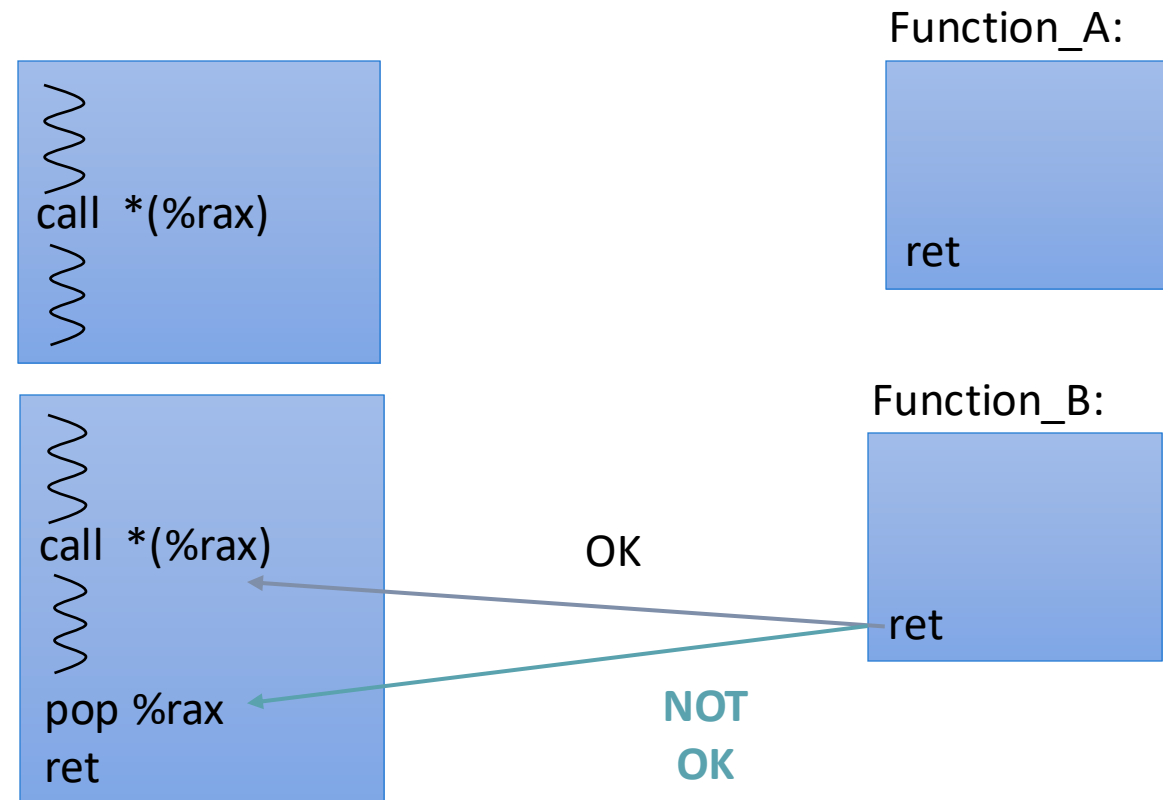 Function_A:
call *(%rax)
ret
Function_B:
call *(%rax)
OK
ret
pop %rax
NOT
OK
ret